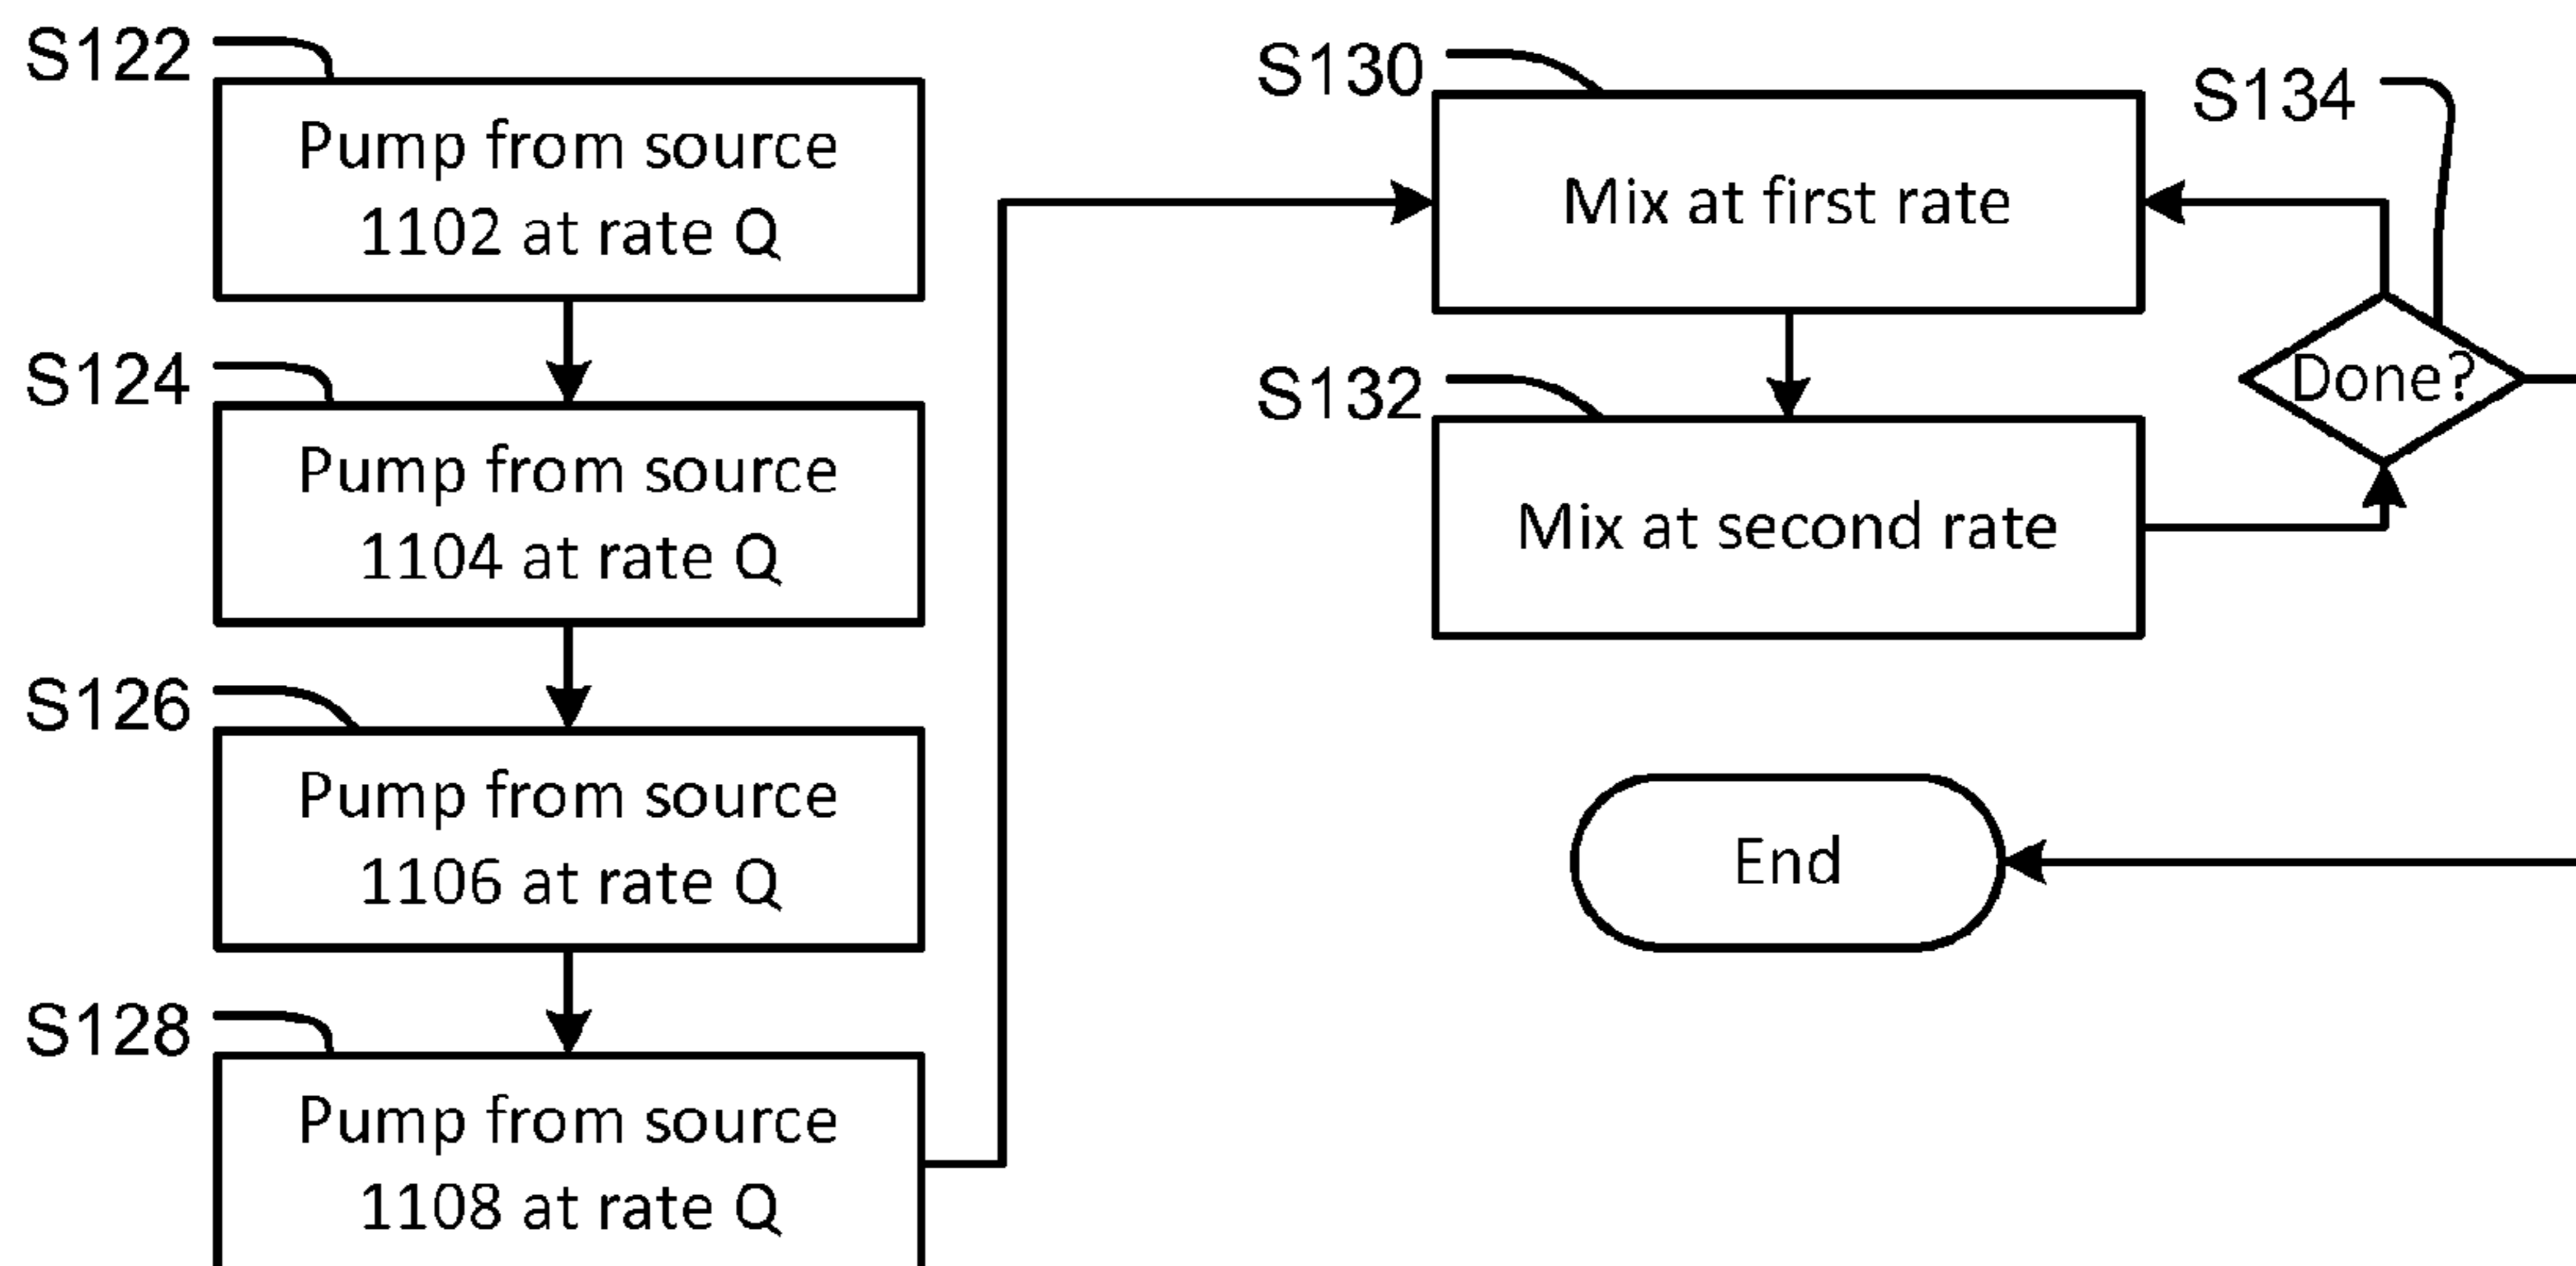 S122
Pump from source
1102 at rate Q
S124
Pump from source
1104 at rate Q
S126
Pump from source
1106 at rate Q
S128
Pump from source
1108 at rate Q
S130
Mix at first rate
S132
Mix at second rate
S134
Done?
End